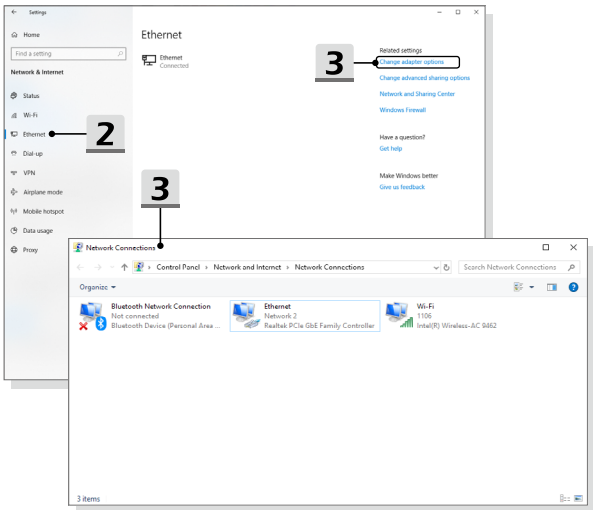 Settings
Home
Find a setting
Network & Internet
Status
Wi-Fi
Ethernet
Dial-up
VPN
Airplane mode
Mobile hotspot
Data usage
Proxy
2
Ethernet
Ethernet
Connected
3
Related settings
Change adapter options
Change advanced sharing options
Network and Sharing Center
Windows Firewall
Have a question?
Get help
Make Windows better
Give us feedback
3
Network Connections
Control Panel › Network and Internet › Network Connections
Search Network Connections
Organize
?
Bluetooth Network Connection
Not connected
Bluetooth Device (Personal Area ...
Ethernet
Network 2
Realtek PCIe GbE Family Controller
Wi-Fi
1106
Intel(R) Wireless-AC 9462
3 items